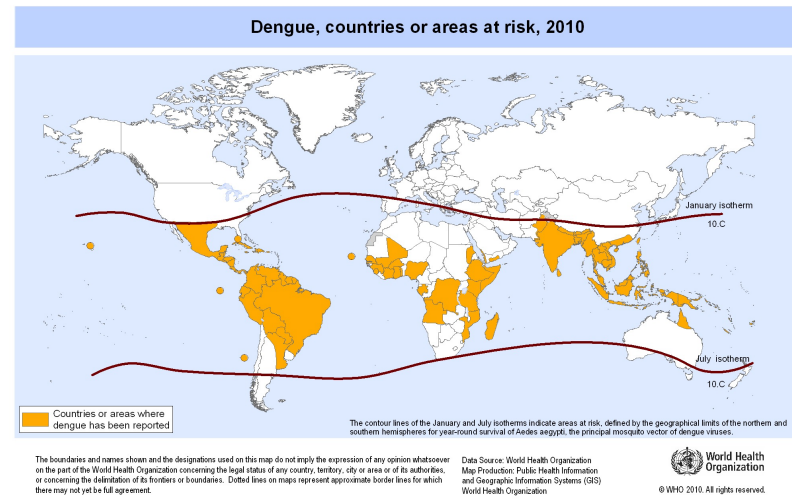 Dengue, countries or areas at risk, 2010
January isotherm
10.C
July isotherm
10.C
Countries or areas where
dengue has been reported
The contour lines of the January and July isotherms indicate areas at risk, defined by the geographical limits of the northern and
southern hemispheres for year-round survival of Aedes aegypti, the principal mosquito vector of dengue viruses.
The boundaries and names shown and the designations used on this map do not imply the expression of any opinion whatsoever
on the part of the World Health Organization concerning the legal status of any country, territory, city or area or of its authorities,
or concerning the delimitation of its frontiers or boundaries. Dotted lines on maps represent approximate border lines for which
there may not yet be full agreement.
Data Source: World Health Organization
Map Production: Public Health Information
and Geographic Information Systems (GIS)
World Health Organization
World Health
Organization
© WHO 2010. All rights reserved.